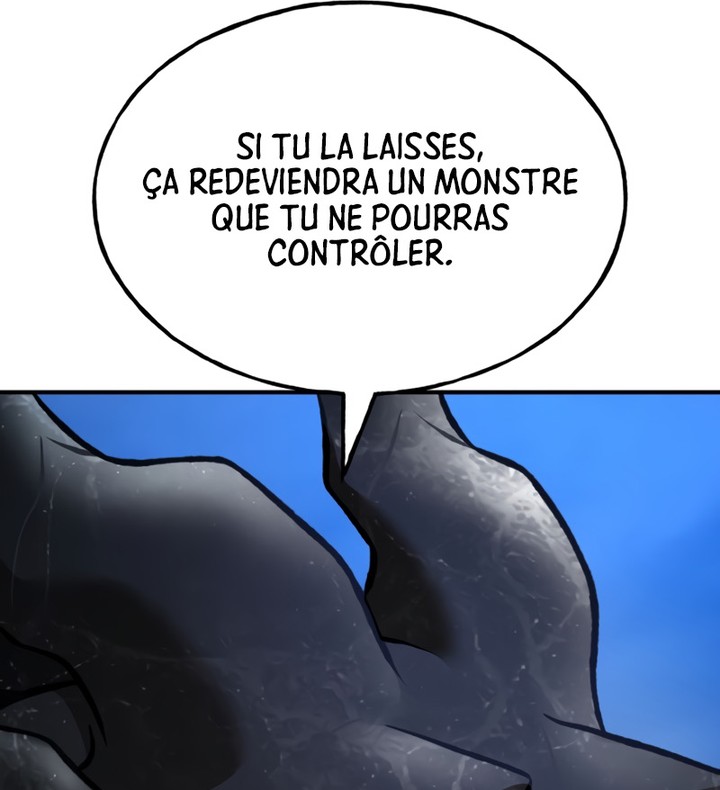 SI TU LA LAISSES,
ÇA REDEVIENDRA UN MONSTRE
QUE TU NE POURRAS
CONTRÔLER.